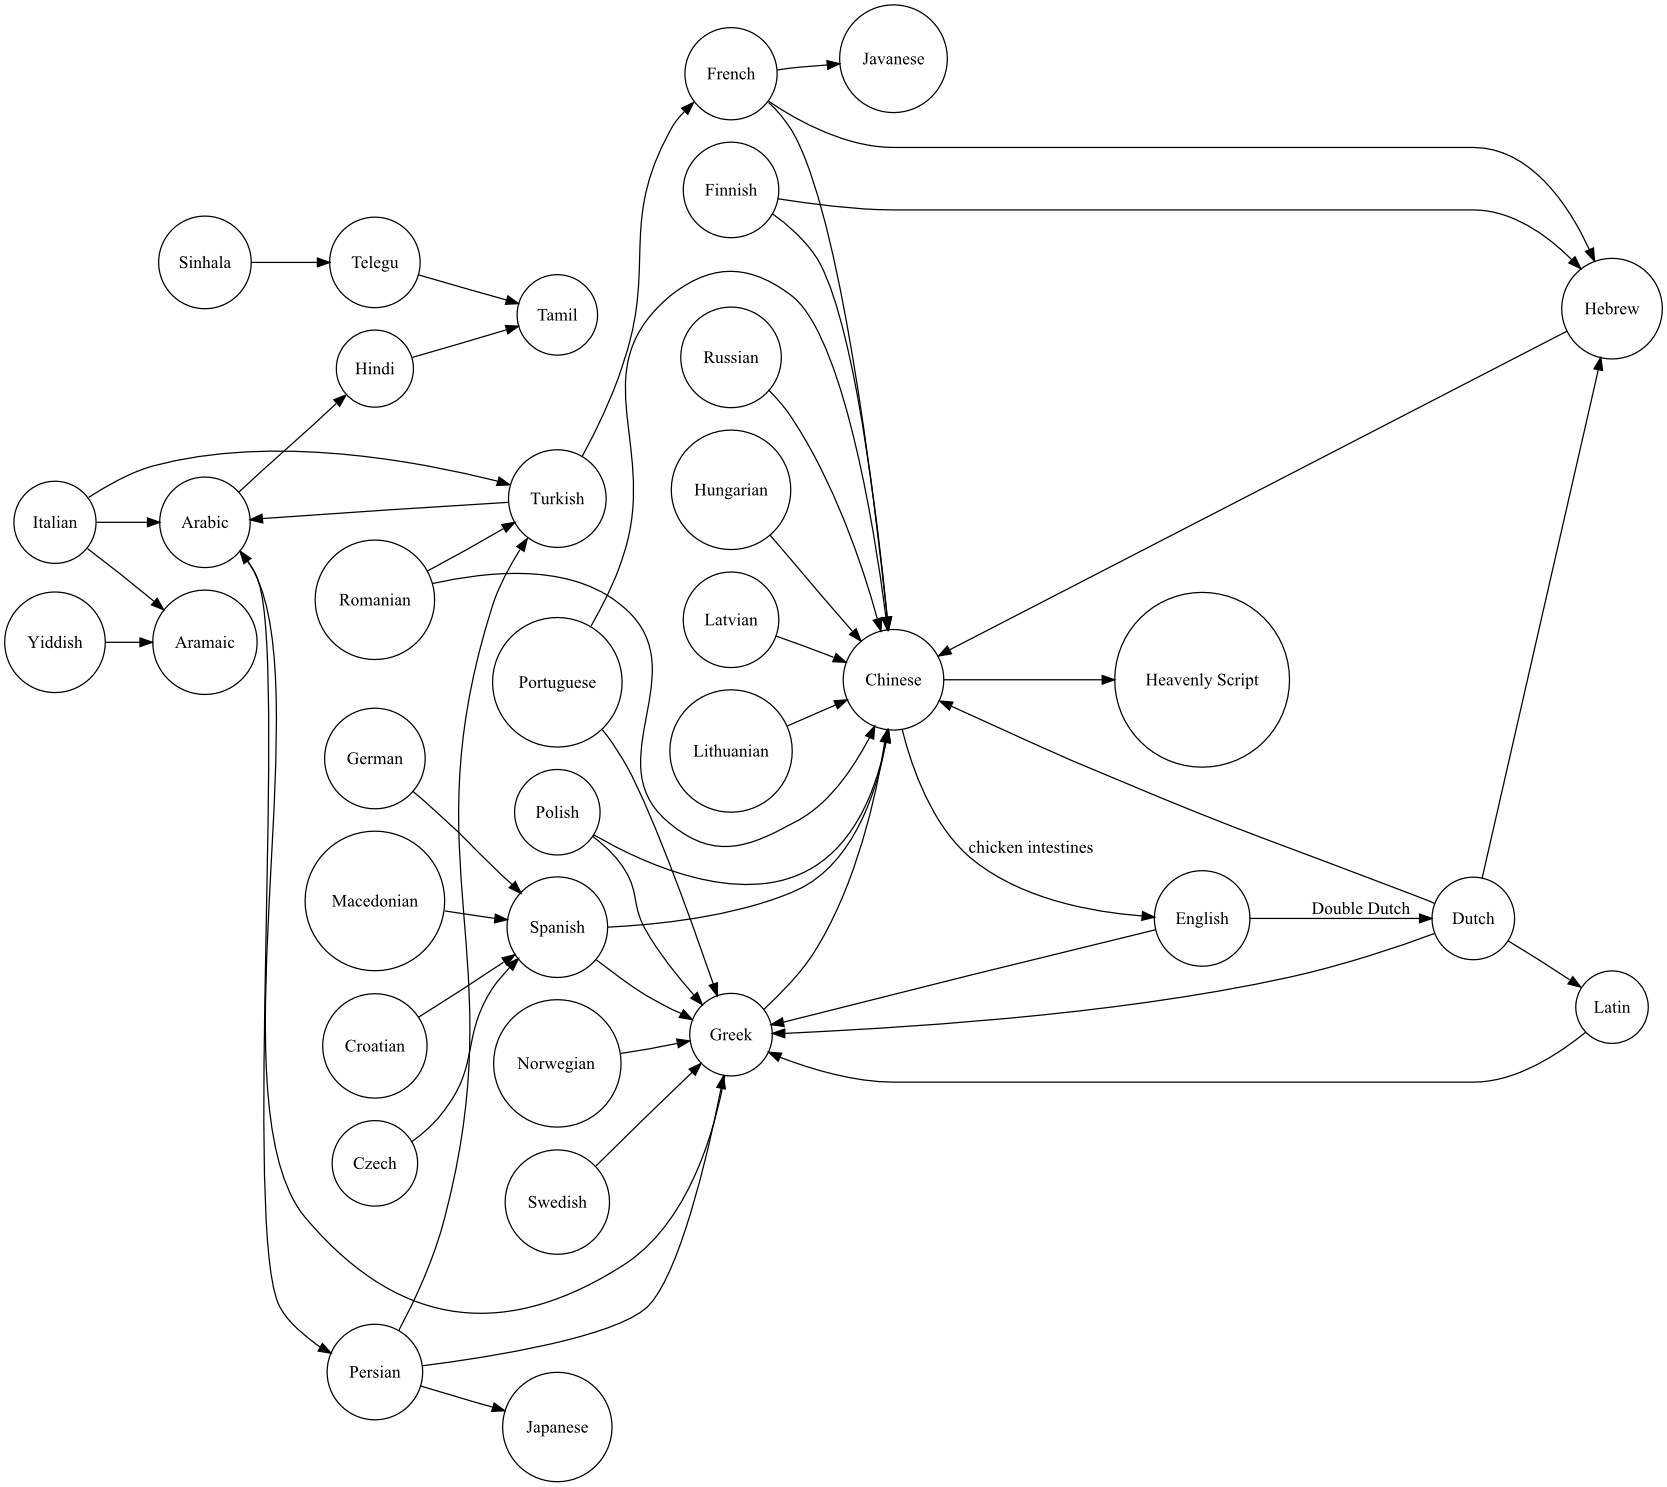 French
Javanese
Finnish
Sinhala
Telegu
Tamil
Hebrew
Hindi
Russian
Italian
Arabic
Turkish
Hungarian
Romanian
Latvian
Yiddish
Aramaic
Portuguese
Chinese
Heavenly Script
German
Lithuanian
Polish
chicken intestines
Macedonian
Spanish
English
Double Dutch
Dutch
Latin
Croatian
Norwegian
Greek
Czech
Swedish
Persian
Japanese